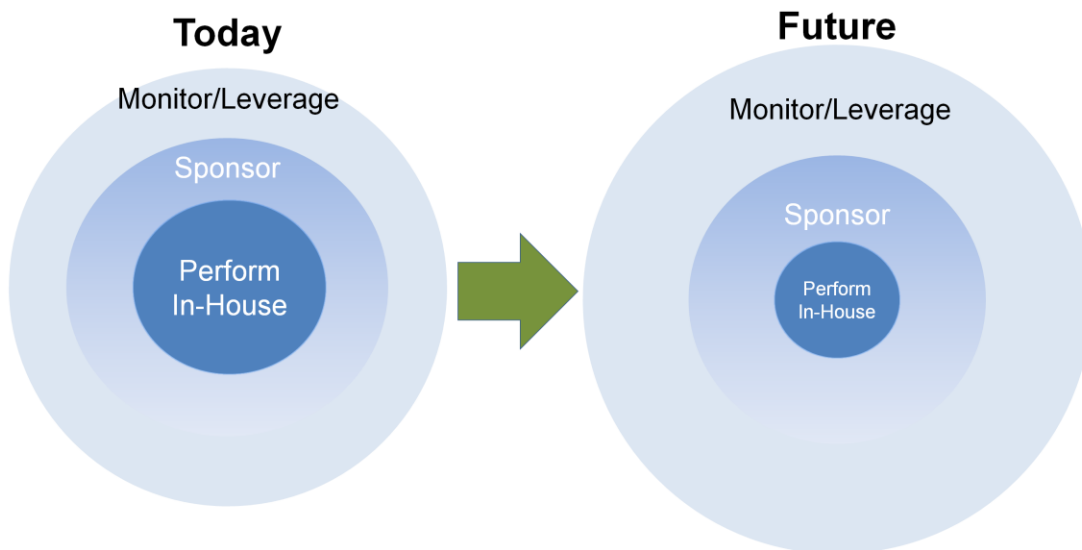 Today
Monitor/Leverage
Sponsor
Perform
In-House
Future
Monitor/Leverage
Sponsor
Perform
In-House